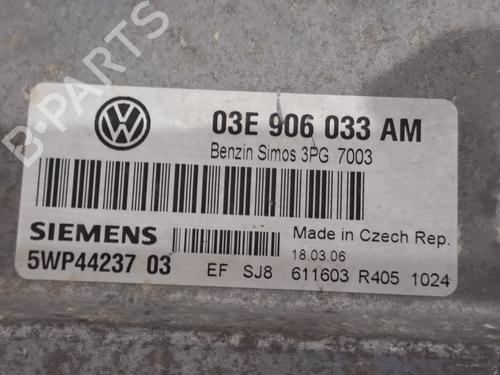 B-PARTS
VW
03E 906 033 AM
Benzin Simos 3PG 7003
SIEMENS
Made in Czech Rep.
18.03.06
5WP44237 03
EF SJ8 611603 R405 1024